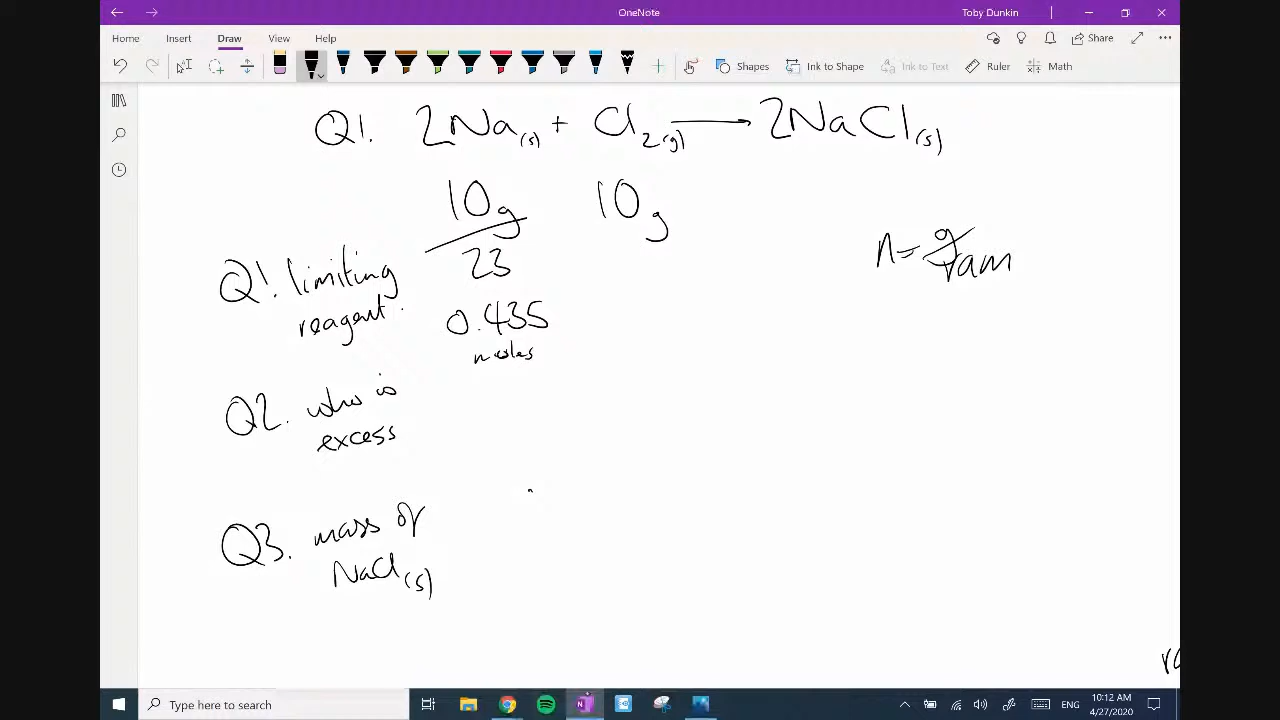 OneNote
Toby Dunkin
Home Insert Draw View Help
Share
Shapes Ink to Shape Ink to Text Ruler Math
Q1. 2Na(s) + Cl2(g) → 2NaCl(s)
10g 10g
23
n = g
ram
Q1. limiting
reagent.
0.435
moles
Q2. who is
excess
Q3. mass of
NaCl(s)
Type here to search
ENG
10:12 AM
4/27/2020